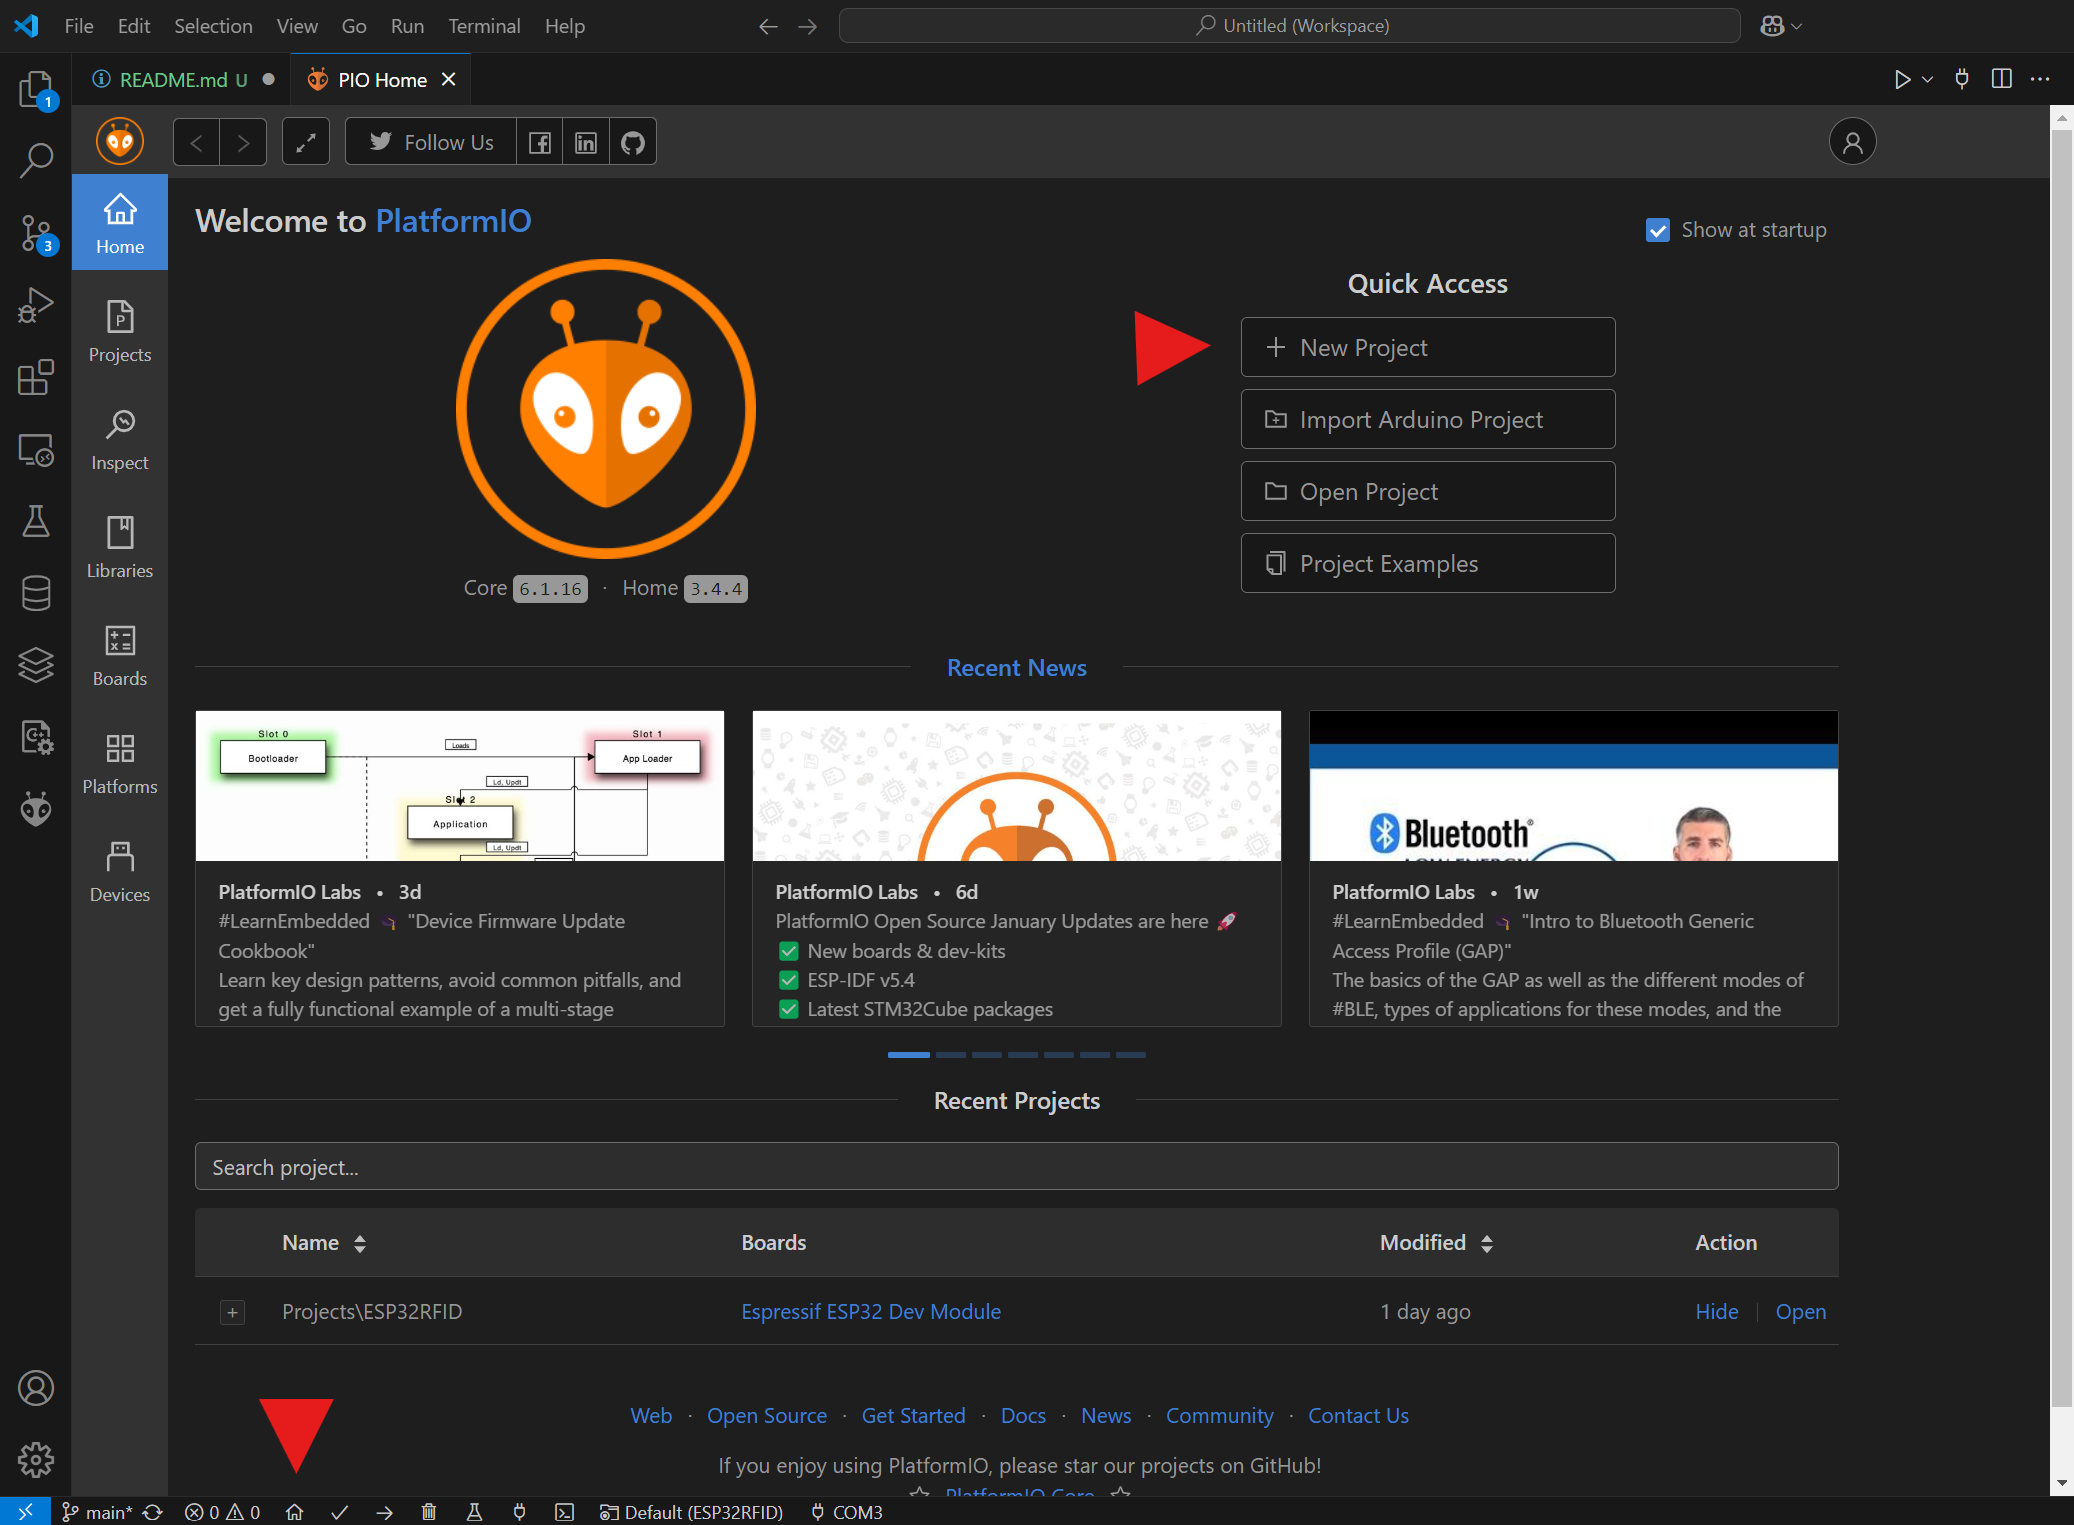 File Edit Selection View Go Run Terminal Help
Untitled (Workspace)
README.md U
PIO Home
1
3
Follow Us
Home
Projects
Inspect
Libraries
Boards
Platforms
Devices
Welcome to PlatformIO
Show at startup
Quick Access
New Project
Import Arduino Project
Open Project
Project Examples
Core 6.1.16 · Home 3.4.4
Recent News
Slot 0
Bootloader
Loads
Slot 1
App Loader
Ld, Updt
Slot 2
Application
Ld, Updt
Bluetooth®
LOW ENERGY
PlatformIO Labs • 3d
#LearnEmbedded "Device Firmware Update
Cookbook"
Learn key design patterns, avoid common pitfalls, and
get a fully functional example of a multi-stage
PlatformIO Labs • 6d
PlatformIO Open Source January Updates are here 🚀
✅ New boards & dev-kits
✅ ESP-IDF v5.4
✅ Latest STM32Cube packages
PlatformIO Labs • 1w
#LearnEmbedded "Intro to Bluetooth Generic
Access Profile (GAP)"
The basics of the GAP as well as the different modes of
#BLE, types of applications for these modes, and the
Recent Projects
Search project...
Name Boards Modified Action
Projects\ESP32RFID Espressif ESP32 Dev Module 1 day ago Hide Open
Web · Open Source · Get Started · Docs · News · Community · Contact Us
If you enjoy using PlatformIO, please star our projects on GitHub!
PlatformIO Core
main* 0 0 Default (ESP32RFID) COM3